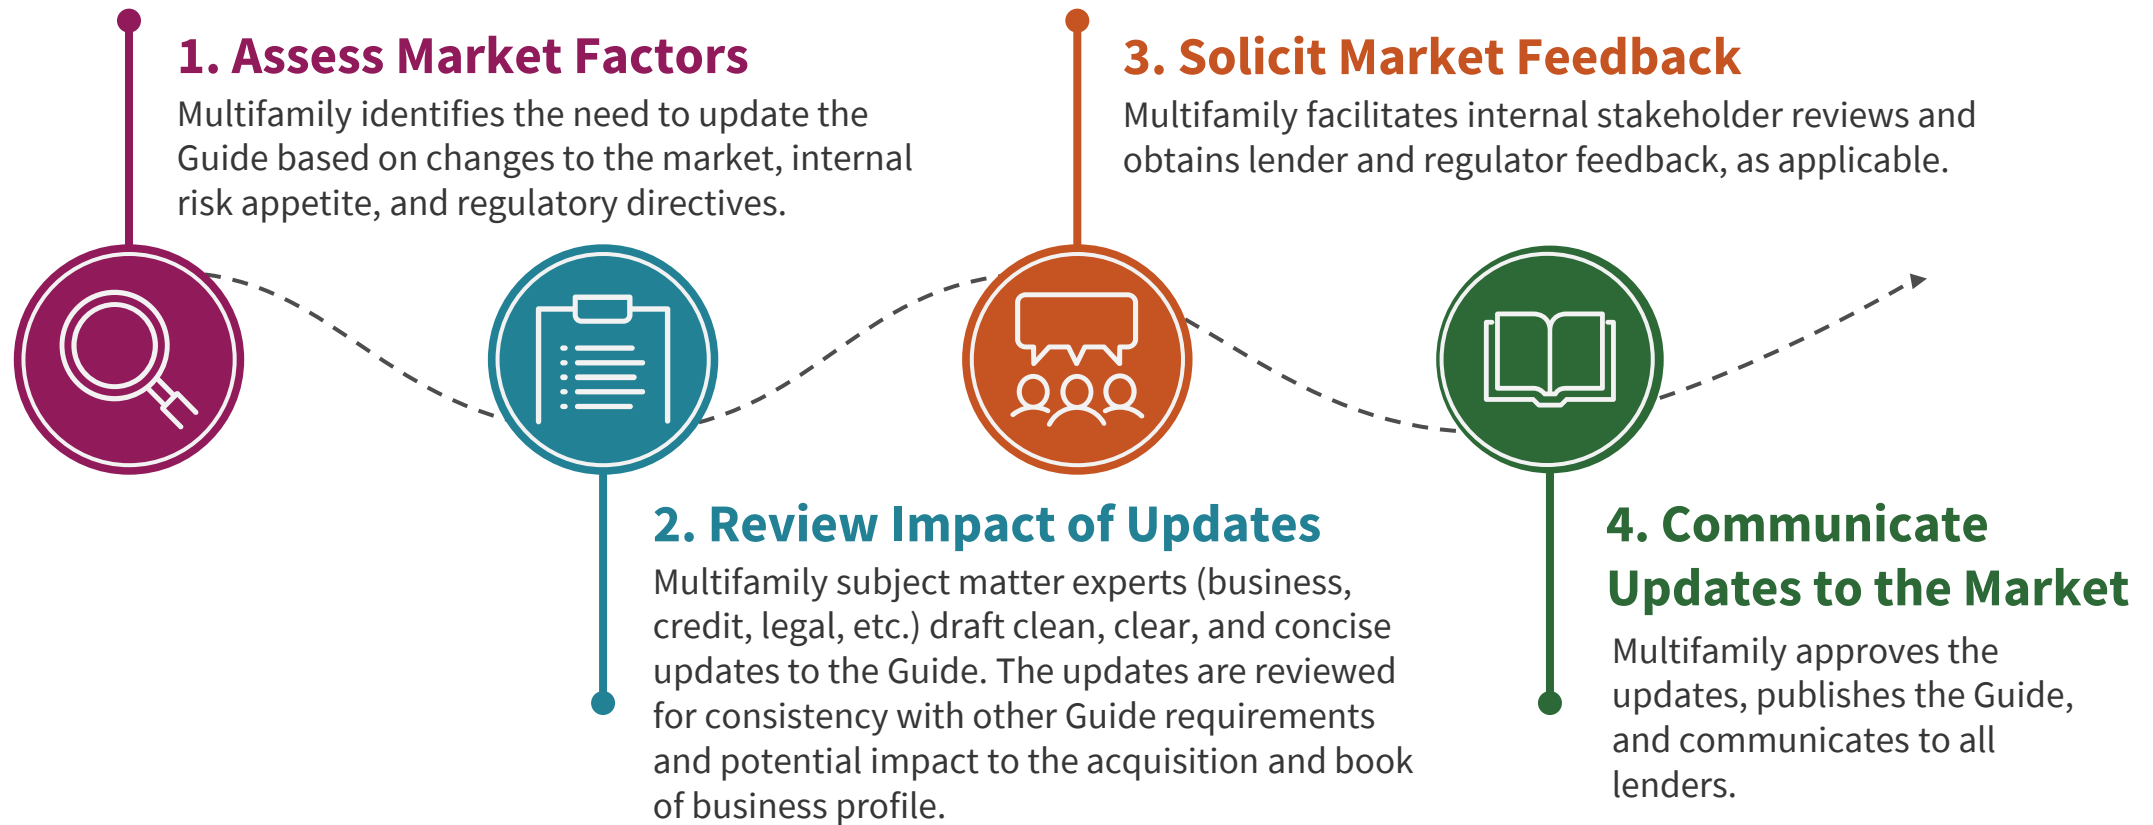 1. Assess Market Factors
Multifamily identifies the need to update the
Guide based on changes to the market, internal
risk appetite, and regulatory directives.
2. Review Impact of Updates
Multifamily subject matter experts (business,
credit, legal, etc.) draft clean, clear, and concise
updates to the Guide. The updates are reviewed
for consistency with other Guide requirements
and potential impact to the acquisition and book
of business profile.
3. Solicit Market Feedback
Multifamily facilitates internal stakeholder reviews and
obtains lender and regulator feedback, as applicable.
4. Communicate
Updates to the Market
Multifamily approves the
updates, publishes the Guide,
and communicates to all
lenders.